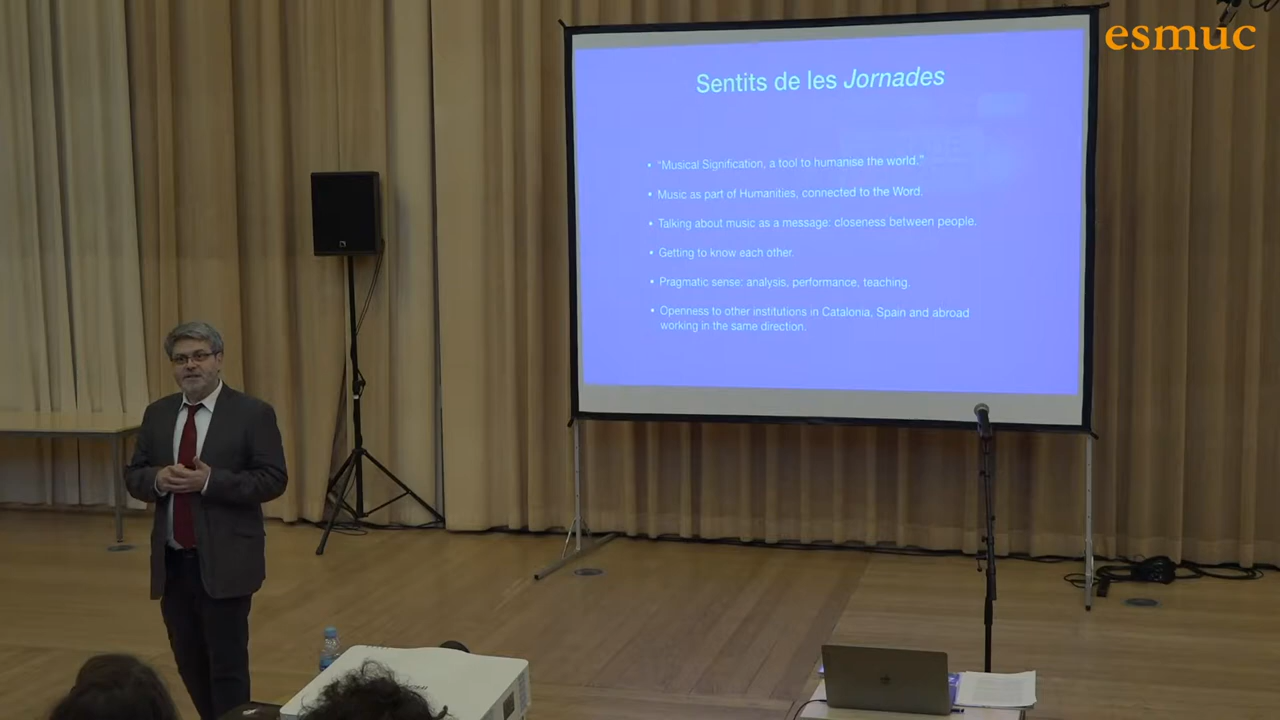 esmuc
Sentits de les Jornades
• “Musical Signification, a tool to humanise the world.”
• Music as part of Humanities, connected to the Word.
• Talking about music as a message: closeness between people.
• Getting to know each other.
• Pragmatic sense: analysis, performance, teaching.
• Openness to other institutions in Catalonia, Spain and abroad
working in the same direction.